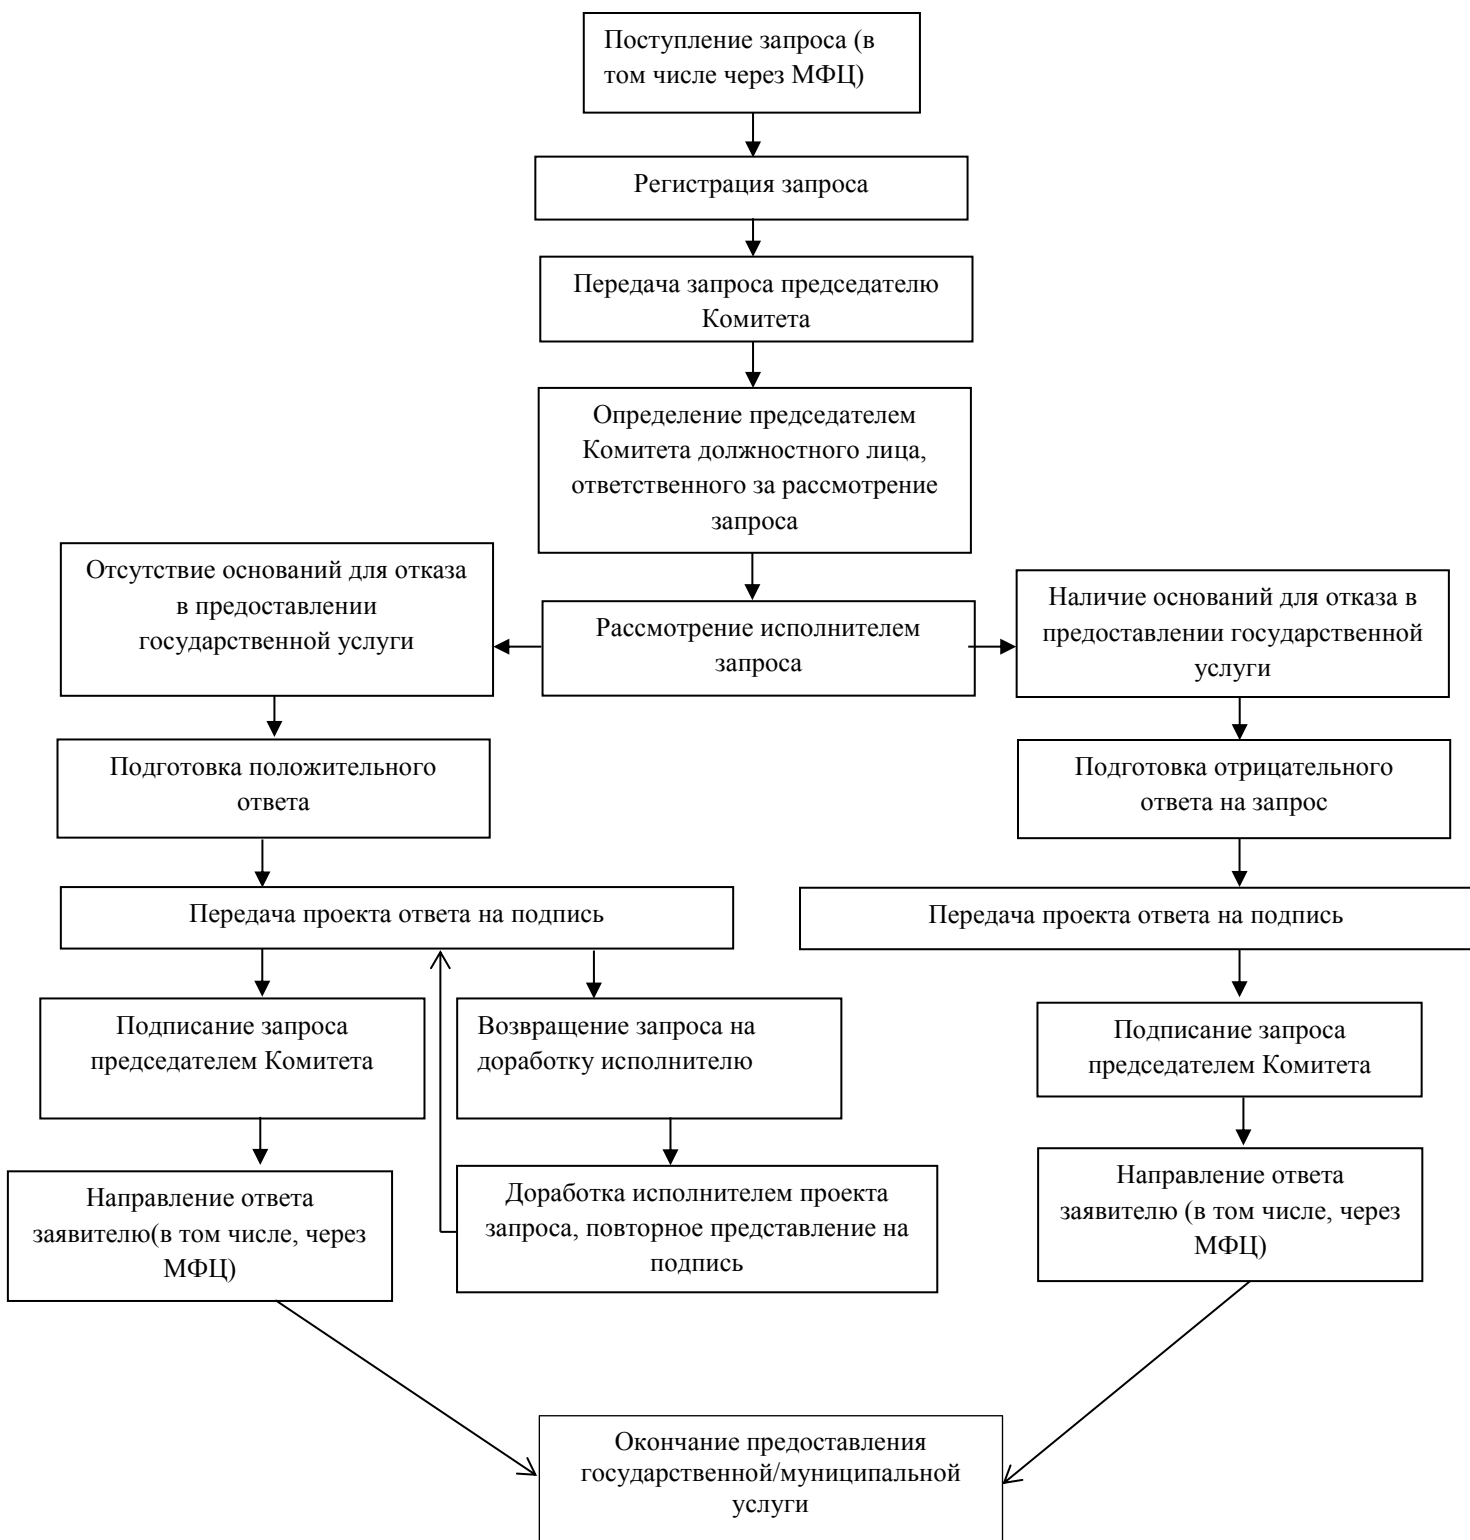 Поступление запроса (в
том числе через МФЦ)
Регистрация запроса
Передача запроса председателю
Комитета
Определение председателем
Комитета должностного лица,
ответственного за рассмотрение
запроса
Отсутствие оснований для отказа
в предоставлении
государственной услуги
Рассмотрение исполнителем
запроса
Наличие оснований для отказа в
предоставлении государственной
услуги
Подготовка положительного
ответа
Подготовка отрицательного
ответа на запрос
Передача проекта ответа на подпись
Передача проекта ответа на подпись
Подписание запроса
председателем Комитета
Возвращение запроса на
доработку исполнителю
Подписание запроса
председателем Комитета
Направление ответа
заявителю(в том числе, через
МФЦ)
Доработка исполнителем проекта
запроса, повторное представление на
подпись
Направление ответа
заявителю (в том числе, через
МФЦ)
Окончание предоставления
государственной/муниципальной
услуги